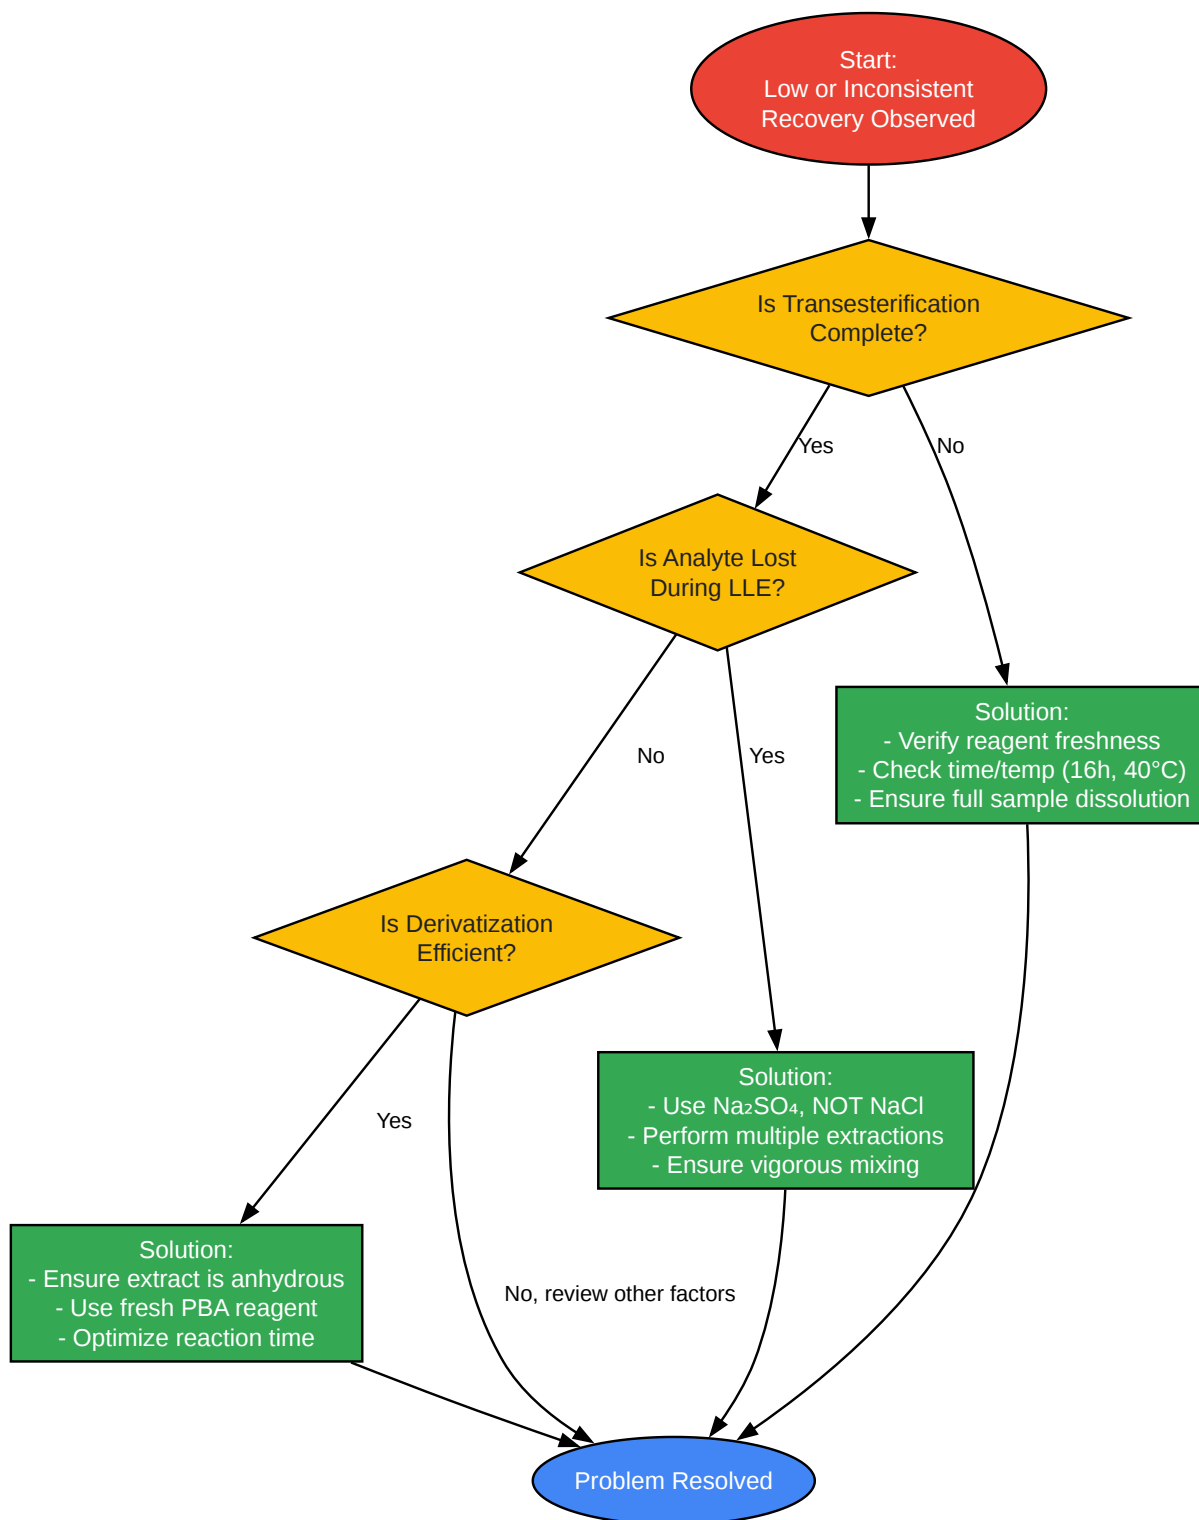 Start:
Low or Inconsistent
Recovery Observed
Is Transesterification
Complete?
Yes
No
Is Analyte Lost
During LLE?
Solution:
- Verify reagent freshness
- Check time/temp (16h, 40°C)
- Ensure full sample dissolution
No
Yes
Is Derivatization
Efficient?
Solution:
- Use Na₂SO₄, NOT NaCl
- Perform multiple extractions
- Ensure vigorous mixing
Yes
Solution:
- Ensure extract is anhydrous
- Use fresh PBA reagent
- Optimize reaction time
No, review other factors
Problem Resolved